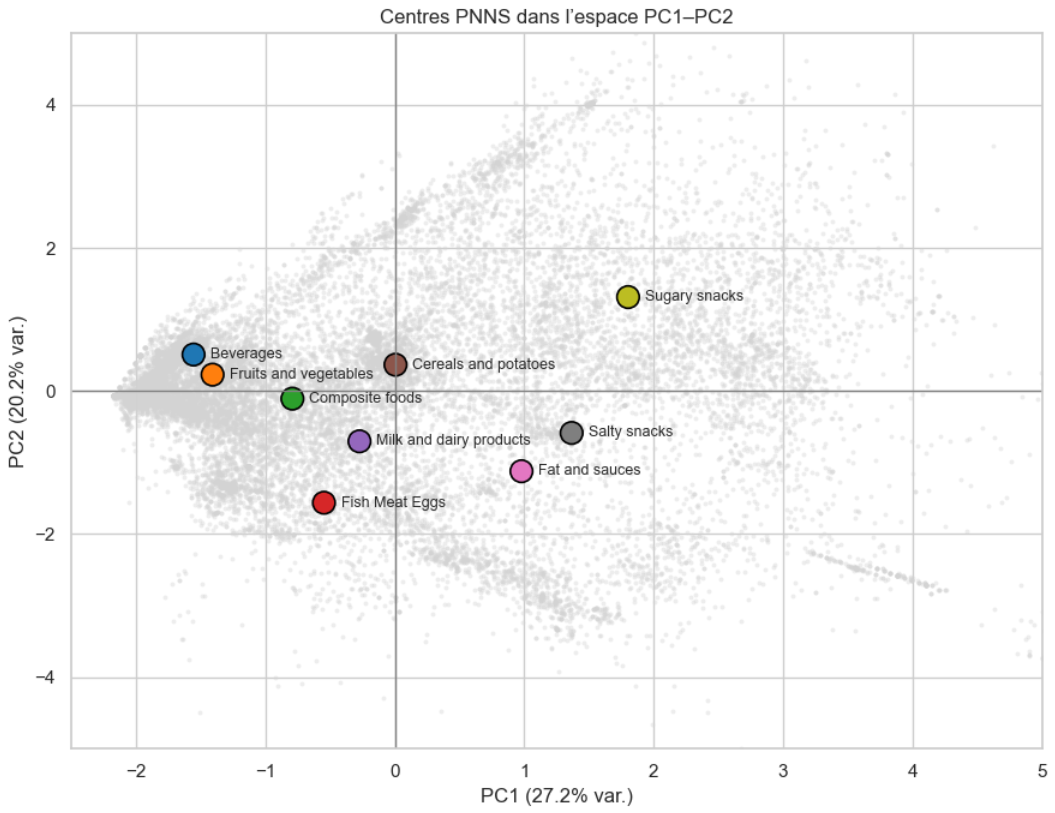 Centres PNNS dans l’espace PC1–PC2
4
2
0
−2
−4
PC2 (20.2% var.)
Sugary snacks
Beverages
Cereals and potatoes
Fruits and vegetables
Composite foods
Salty snacks
Milk and dairy products
Fat and sauces
Fish Meat Eggs
−2 −1 0 1 2 3 4 5
PC1 (27.2% var.)